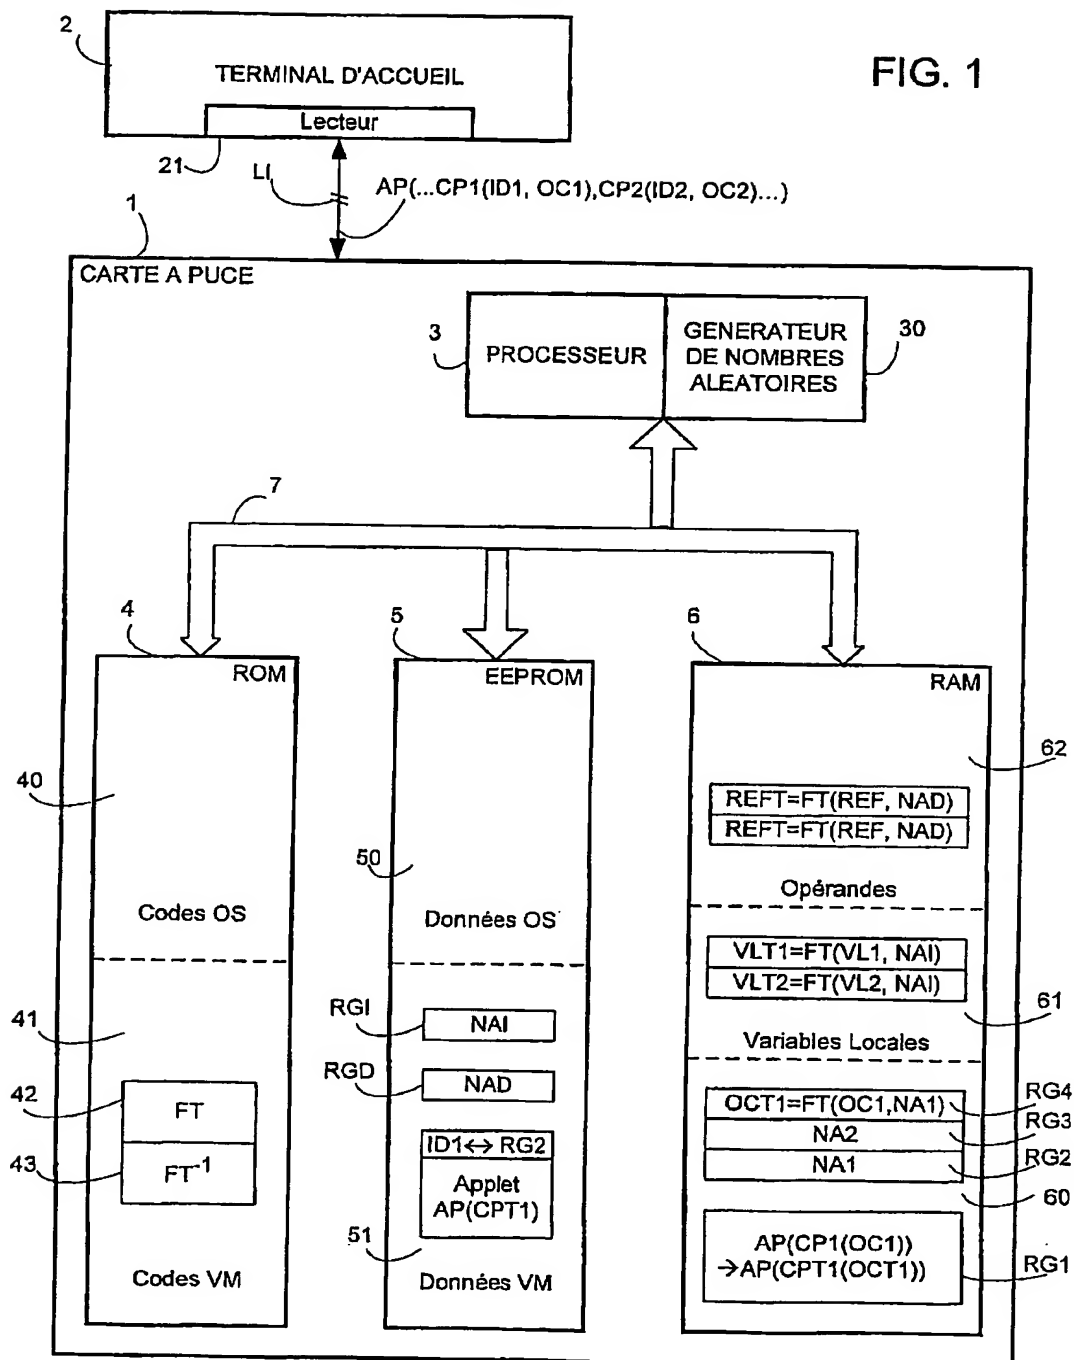 2
TERMINAL D'ACCUEIL
FIG. 1
Lecteur
21
LI
AP(...CP1(ID1, OC1),CP2(ID2, OC2)...)
1
CARTE A PUCE
3
PROCESSEUR
GENERATEUR
DE NOMBRES
ALEATOIRES
30
7
4
5
6
ROM
EEPROM
RAM
40
62
REFT=FT(REF, NAD)
REFT=FT(REF, NAD)
50
Opérandes
Codes OS
Données OS
VLT1=FT(VL1, NAI)
VLT2=FT(VL2, NAI)
61
Variables Locales
41
RGI
NAI
RGD
NAD
42
FT
43
FT-1
ID1↔RG2
Applet
AP(CPT1)
51
OCT1=FT(OC1,NA1)
RG4
NA2
RG3
NA1
RG2
60
AP(CP1(OC1))
→AP(CPT1(OCT1))
RG1
Codes VM
Données VM